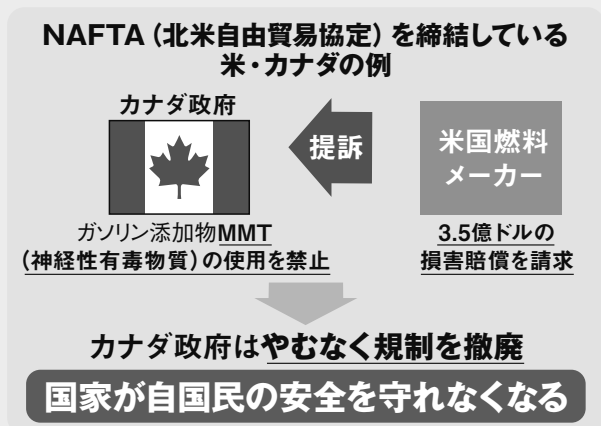 NAFTA（北米自由貿易協定）を締結している
米・カナダの例
カナダ政府
提訴
米国燃料
メーカー
ガソリン添加物MMT
（神経性有毒物質）の使用を禁止
3.5億ドルの
損害賠償を請求
カナダ政府はやむなく規制を撤廃
国家が自国民の安全を守れなくなる